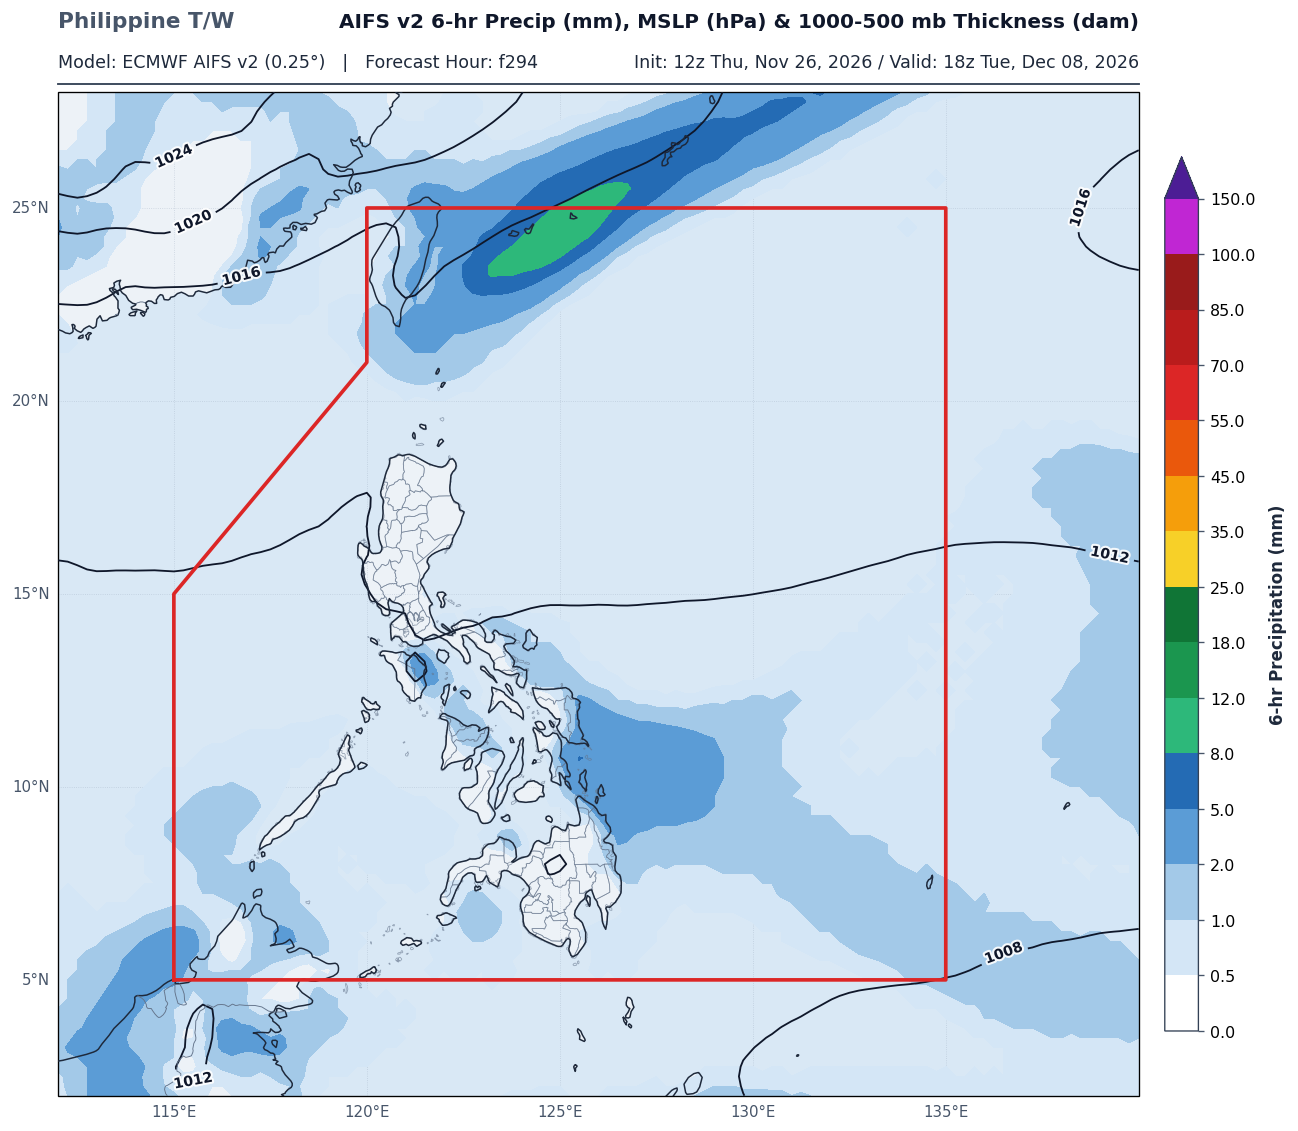 Philippine T/W
AIFS v2 6-hr Precip (mm), MSLP (hPa) & 1000-500 mb Thickness (dam)
Model: ECMWF AIFS v2 (0.25°) | Forecast Hour: f294
Init: 12z Thu, Nov 26, 2026 / Valid: 18z Tue, Dec 08, 2026
1024
1020
1016
1016
1012
1008
1012
25°N
20°N
15°N
10°N
5°N
115°E
120°E
125°E
130°E
135°E
150.0
100.0
85.0
70.0
55.0
45.0
35.0
25.0
18.0
12.0
8.0
5.0
2.0
1.0
0.5
0.0
6-hr Precipitation (mm)